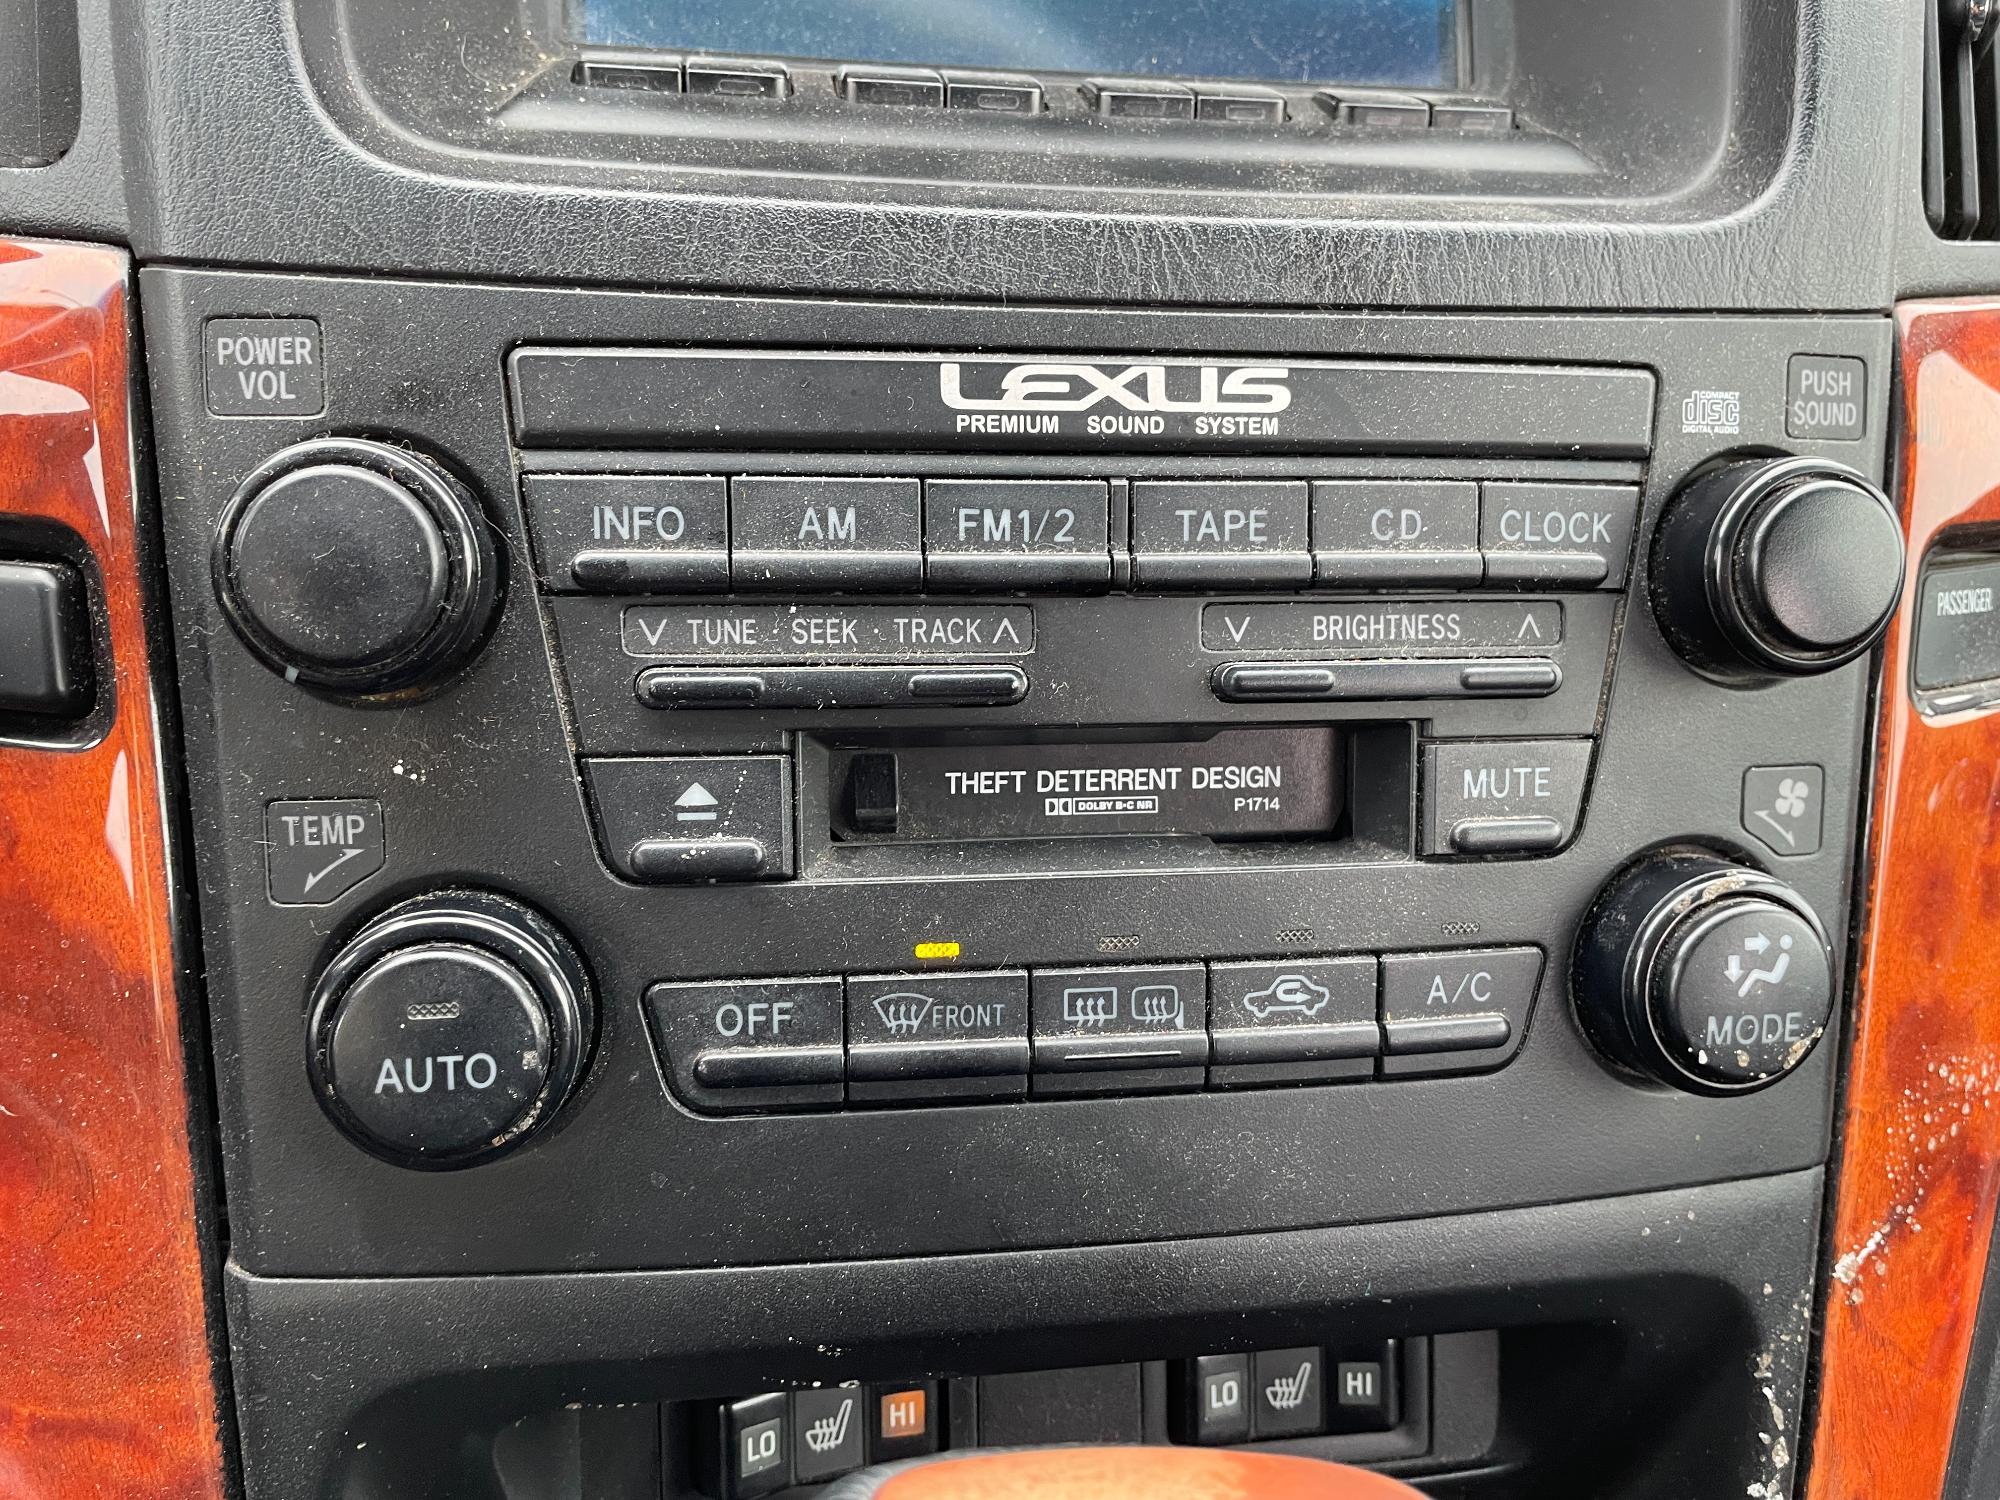 POWER
VOL
LEXUS
PREMIUM SOUND SYSTEM
COMPACT
disc
DIGITAL AUDIO
PUSH
SOUND
INFO
AM
FM1/2
TAPE
CD
CLOCK
PASSENGER
TUNE · SEEK · TRACK
BRIGHTNESS
THEFT DETERRENT DESIGN
DOLBY B·C NR
P1714
MUTE
TEMP
AUTO
OFF
FRONT
A/C
MODE
LO
HI
LO
HI